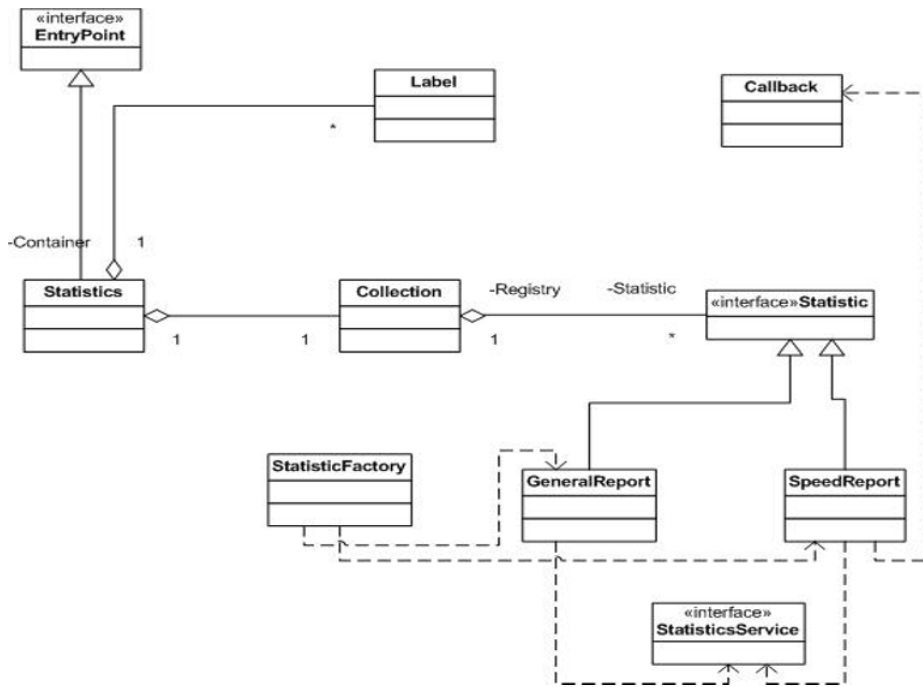 «interface»
EntryPoint
Label
Callback
*
-Container
1
Statistics
Collection
-Registry
-Statistic
«interface»Statistic
1
1
1
*
StatisticFactory
GeneralReport
SpeedReport
«interface»
StatisticsService